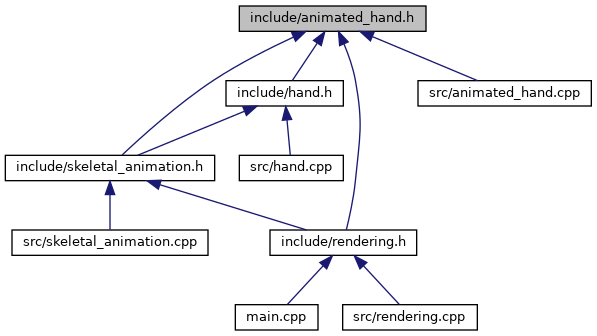 include/animated_hand.h
include/hand.h
src/animated_hand.cpp
include/skeletal_animation.h
src/hand.cpp
src/skeletal_animation.cpp
include/rendering.h
main.cpp
src/rendering.cpp